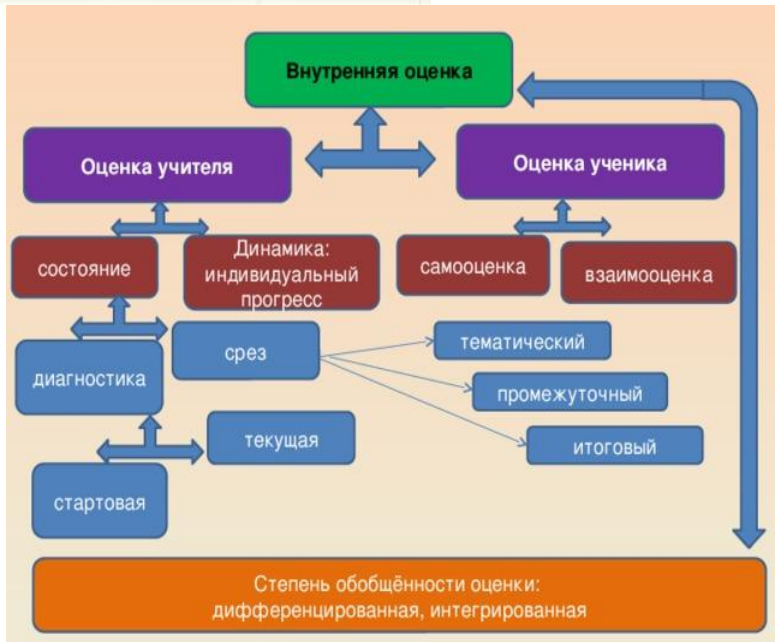 Внутренняя оценка
Оценка учителя
Оценка ученика
состояние
Динамика:
индивидуальный
прогресс
самооценка
взаимооценка
диагностика
срез
тематический
промежуточный
итоговый
текущая
стартовая
Степень обобщённости оценки:
дифференцированная, интегрированная